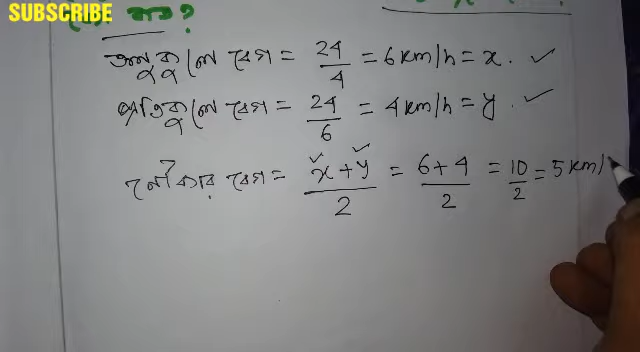 SUBSCRIBE
অনুকূলে বেগ = 24/4 = 6 km/h = x. ✓
প্রতিকূলে বেগ = 24/6 = 4 km/h = y. ✓
নৌকার বেগ = x + y/2 = 6 + 4/2 = 10/2 = 5 km/